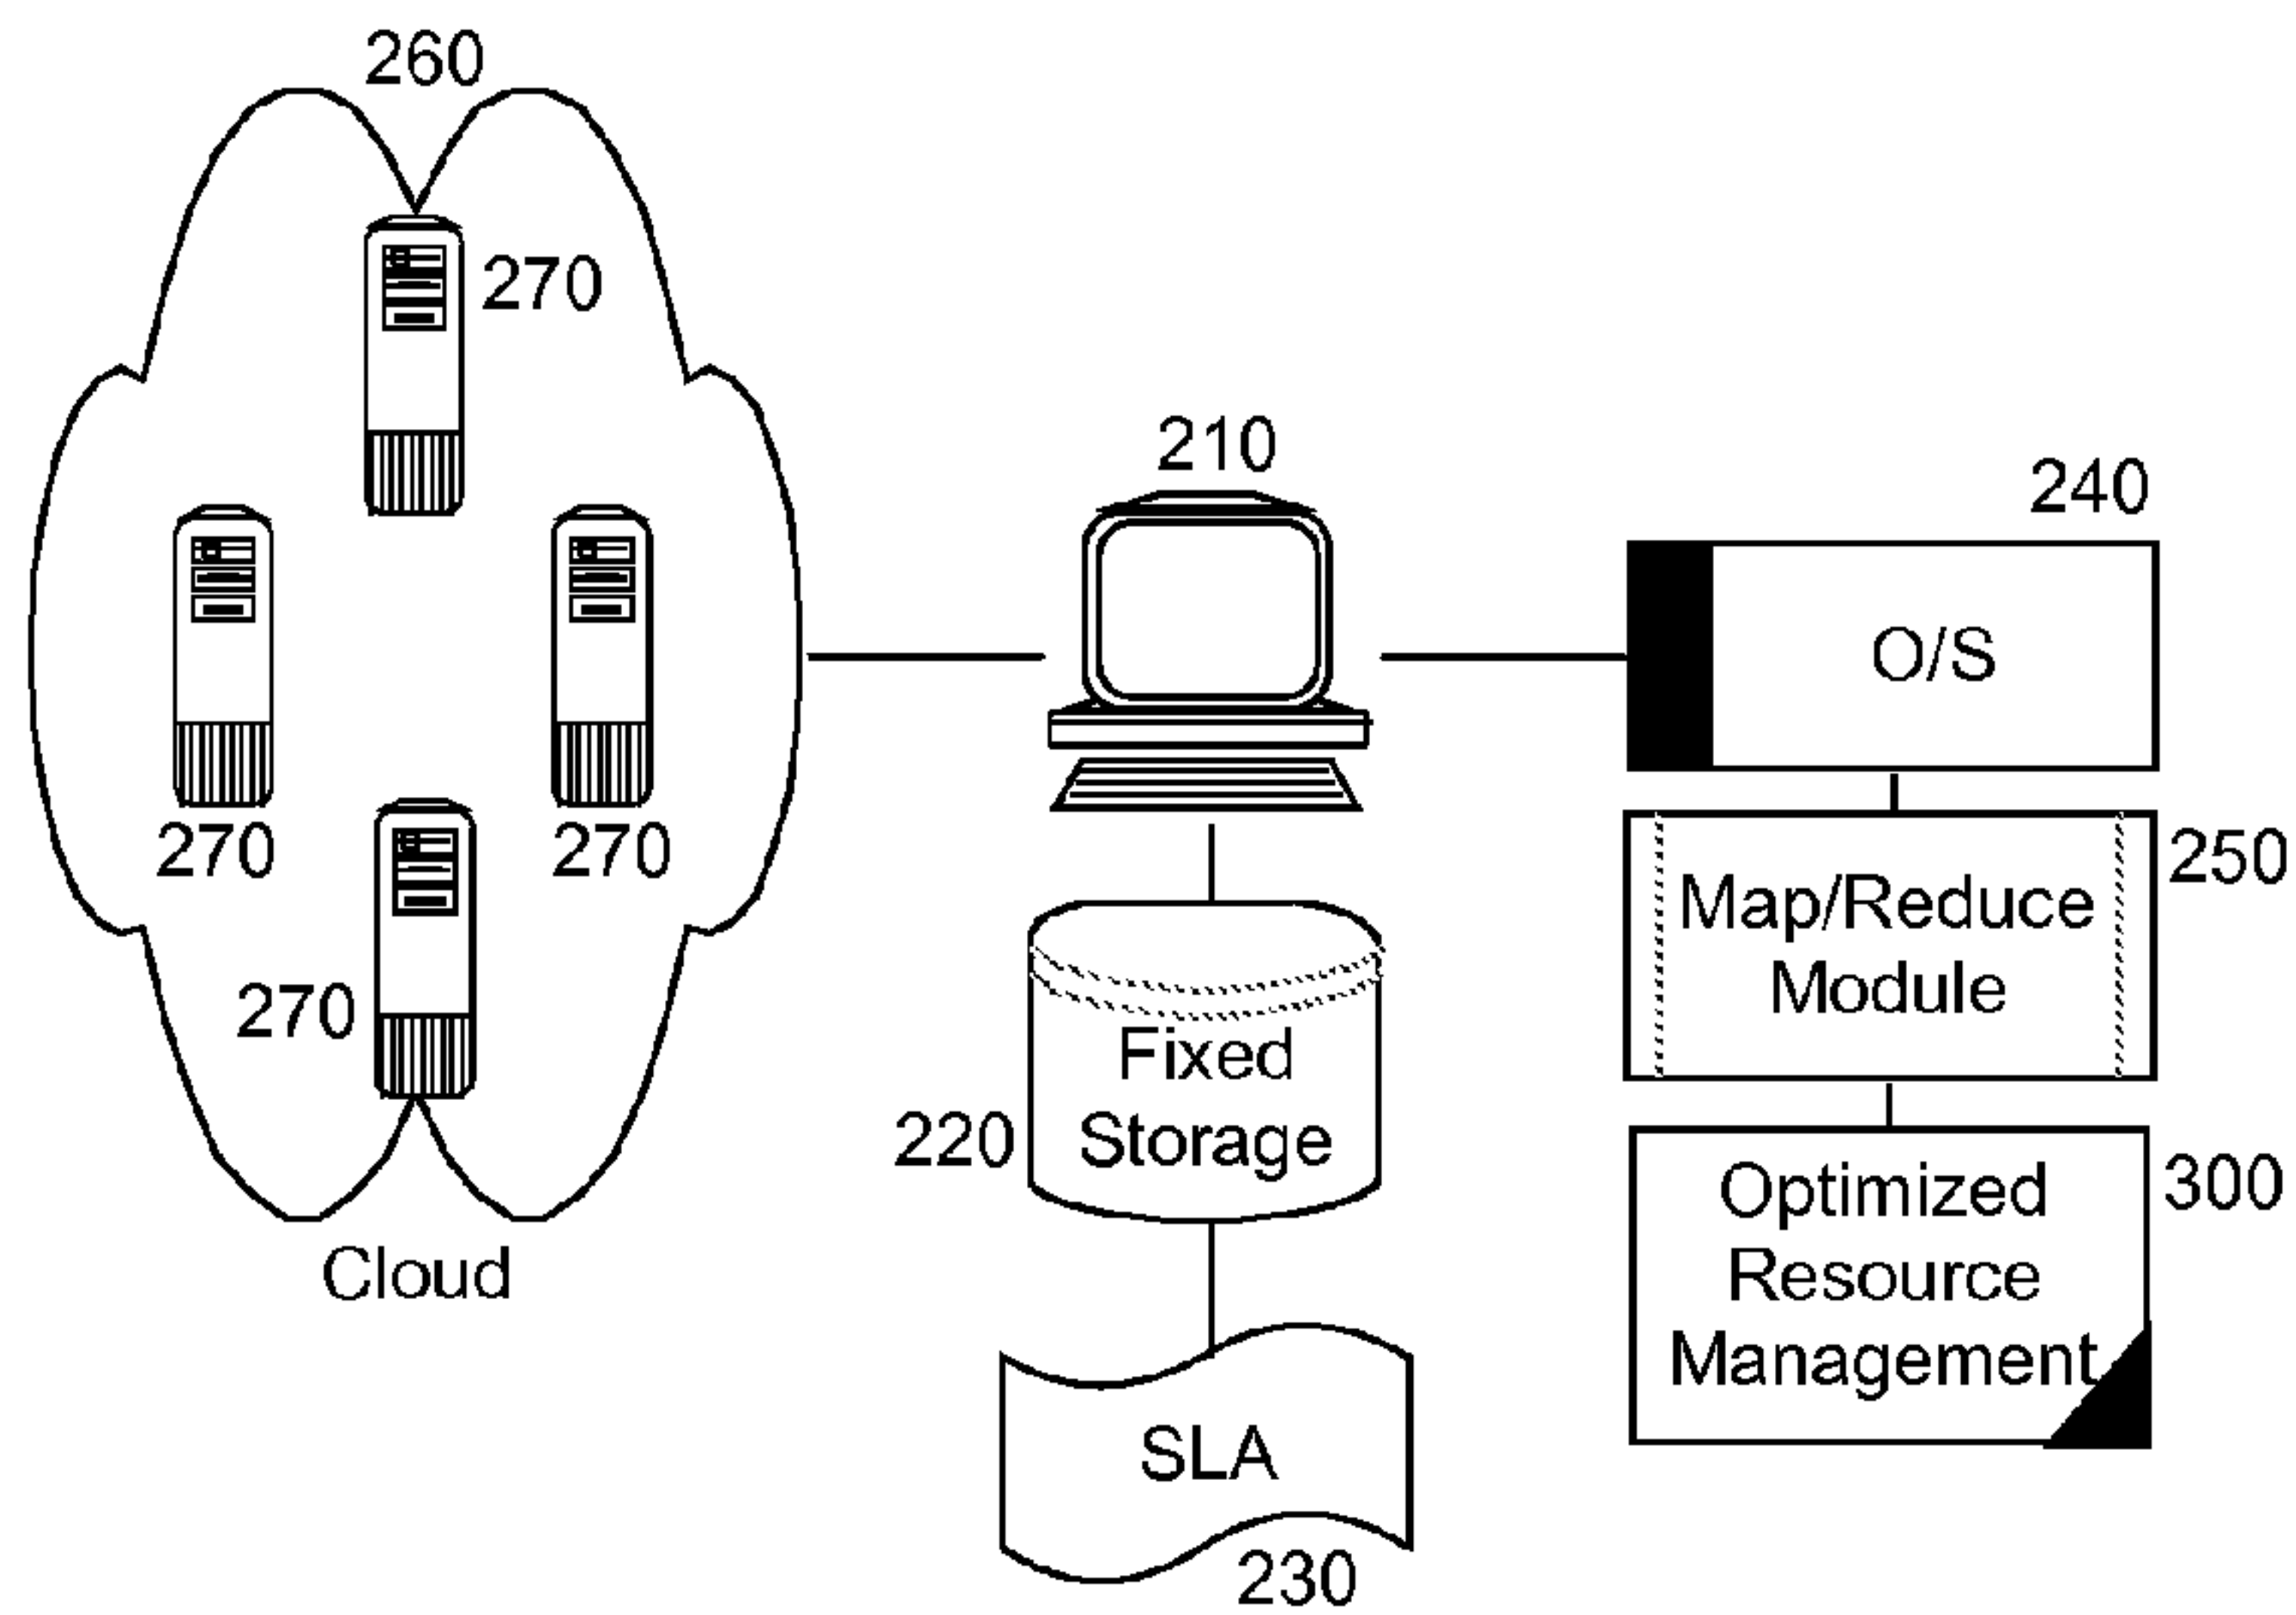 260
270
270
270
270
Cloud
210
220
Fixed
Storage
SLA
230
240
O/S
250
Map/Reduce
Module
300
Optimized
Resource
Management